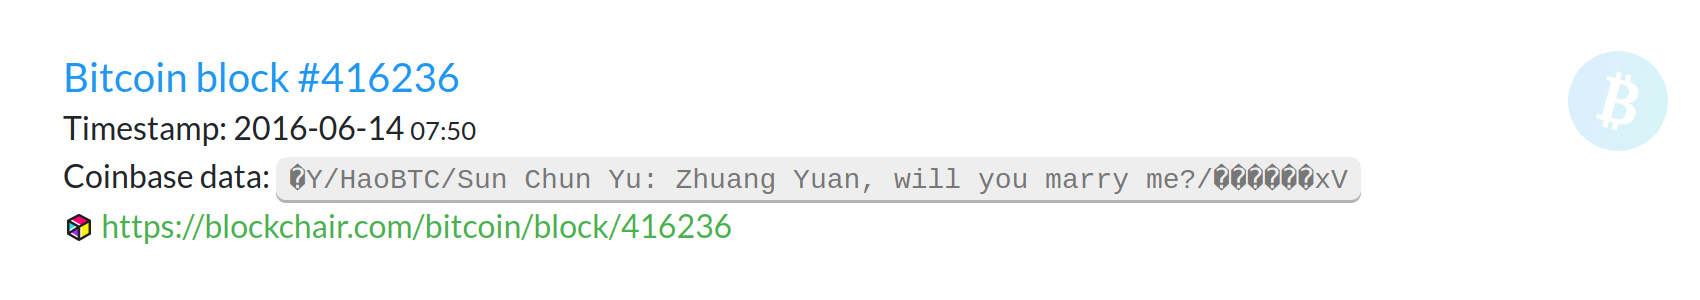 Bitcoin block #416236
Timestamp: 2016-06-14 07:50
Coinbase data: �Y/HaoBTC/Sun Chun Yu: Zhuang Yuan, will you marry me?/������xV
https://blockchair.com/bitcoin/block/416236